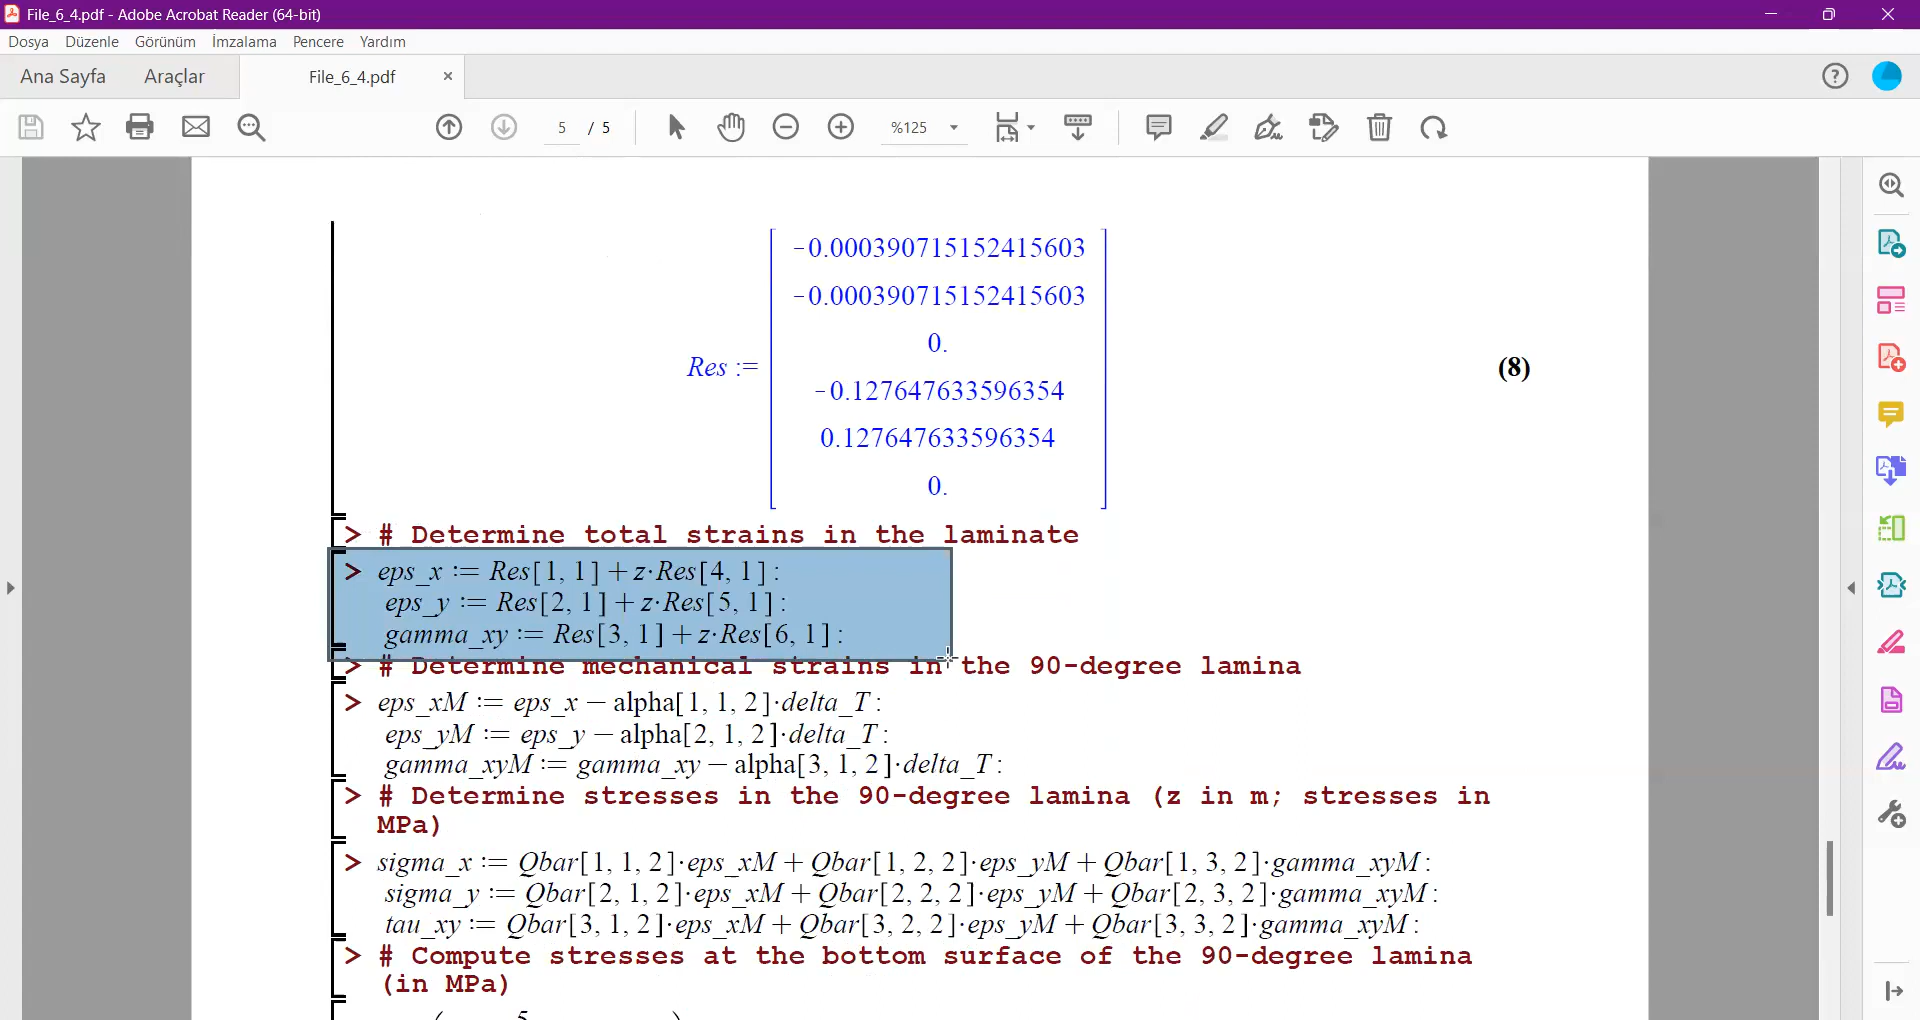 File_6_4.pdf - Adobe Acrobat Reader (64-bit)
Dosya Düzenle Görünüm İmzalama Pencere Yardım
Ana Sayfa Araçlar File_6_4.pdf ×
5 / 5 %125
-0.000390715152415603
-0.000390715152415603
0.
Res := -0.127647633596354 (8)
0.127647633596354
0.
> # Determine total strains in the laminate
> eps_x := Res[1, 1] + z·Res[4, 1] :
eps_y := Res[2, 1] + z·Res[5, 1] :
gamma_xy := Res[3, 1] + z·Res[6, 1] :
> # Determine mechanical strains in the 90-degree lamina
> eps_xM := eps_x − alpha[1, 1, 2]·delta_T :
eps_yM := eps_y − alpha[2, 1, 2]·delta_T :
gamma_xyM := gamma_xy − alpha[3, 1, 2]·delta_T :
> # Determine stresses in the 90-degree lamina (z in m; stresses in
MPa)
> sigma_x := Qbar[1, 1, 2]·eps_xM + Qbar[1, 2, 2]·eps_yM + Qbar[1, 3, 2]·gamma_xyM :
sigma_y := Qbar[2, 1, 2]·eps_xM + Qbar[2, 2, 2]·eps_yM + Qbar[2, 3, 2]·gamma_xyM :
tau_xy := Qbar[3, 1, 2]·eps_xM + Qbar[3, 2, 2]·eps_yM + Qbar[3, 3, 2]·gamma_xyM :
> # Compute stresses at the bottom surface of the 90-degree lamina
(in MPa)